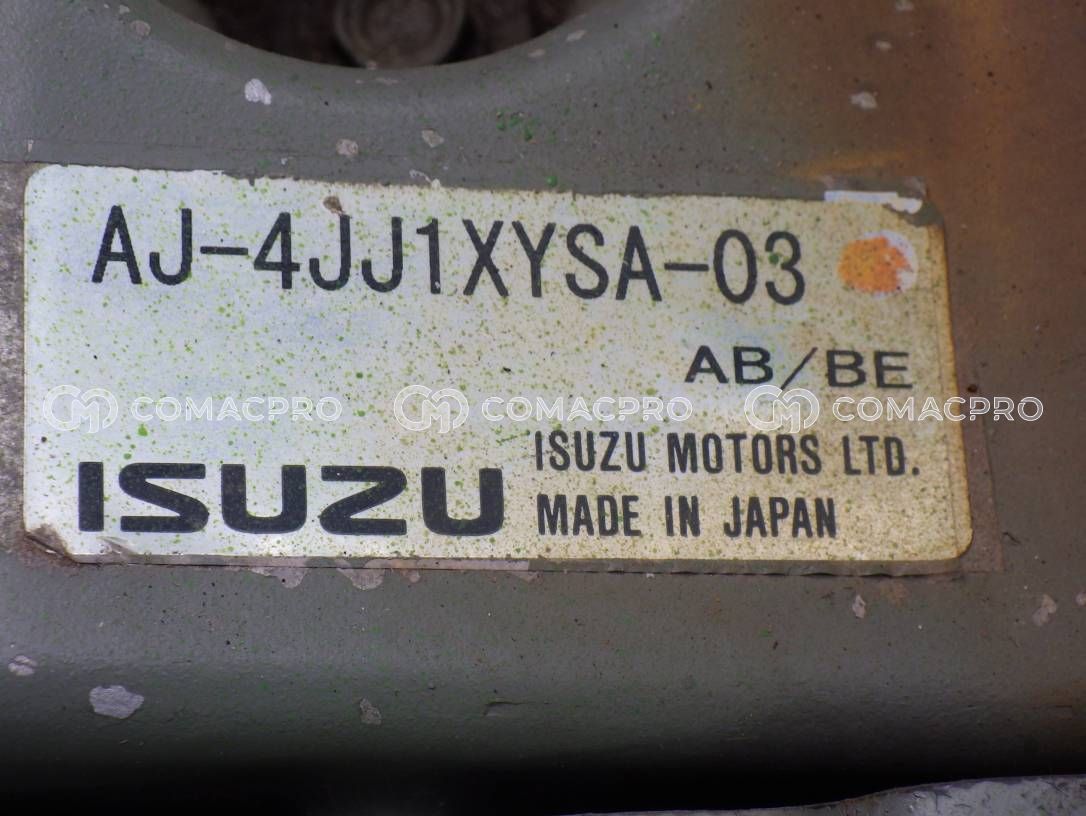 AJ-4JJ1XYSA-03
AB/BE
COMACPRO COMACPRO COMACPRO
ISUZU
ISUZU MOTORS LTD.
MADE IN JAPAN